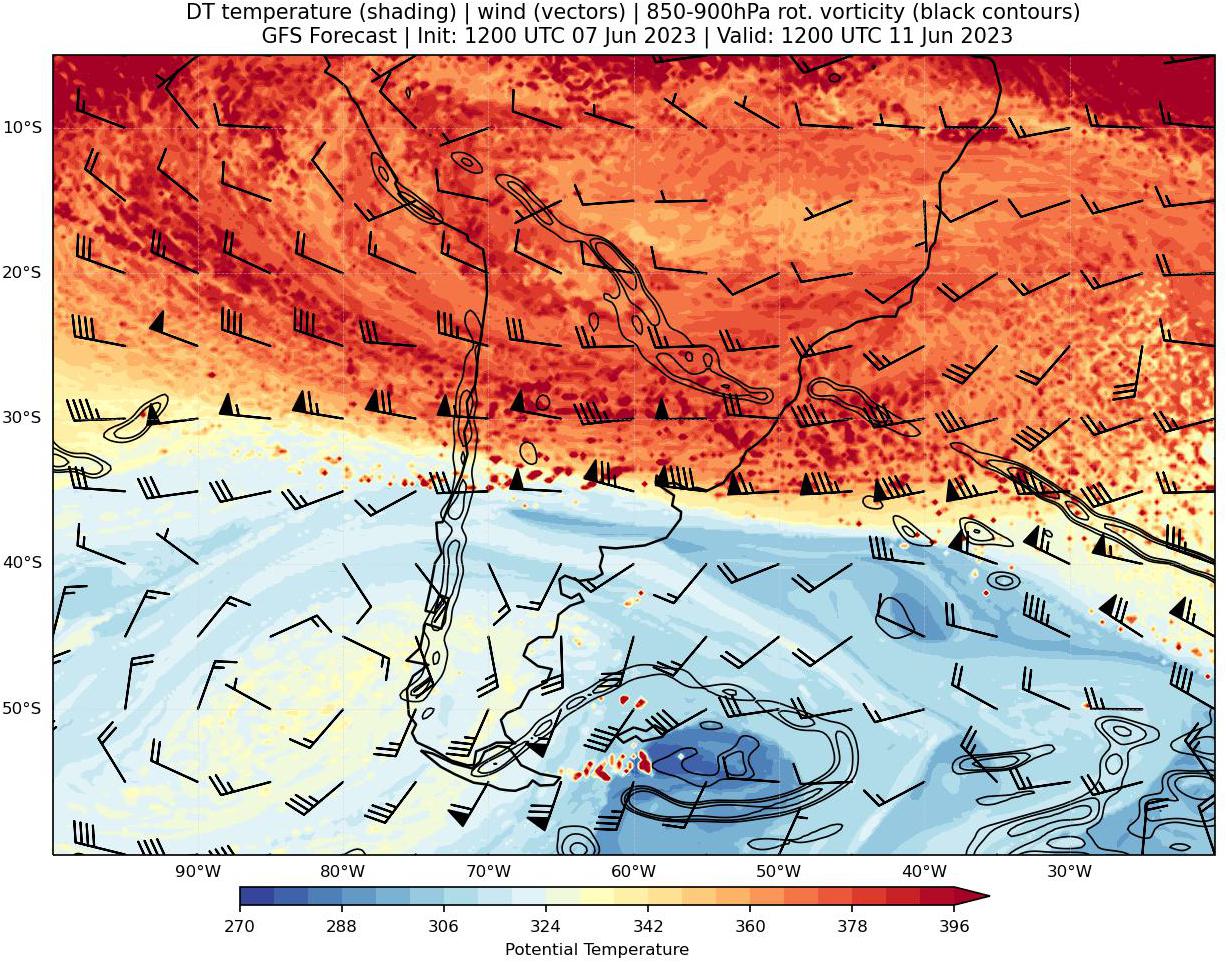 DT temperature (shading) | wind (vectors) | 850-900hPa rot. vorticity (black contours)
GFS Forecast | Init: 1200 UTC 07 Jun 2023 | Valid: 1200 UTC 11 Jun 2023
10°S
20°S
30°S
40°S
50°S
90°W 80°W 70°W 60°W 50°W 40°W 30°W
270 288 306 324 342 360 378 396
Potential Temperature